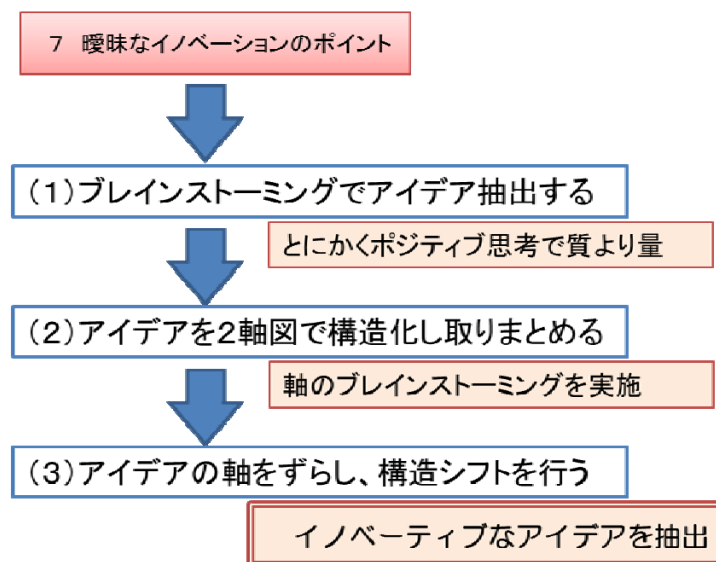 7 曖昧なイノベーションのポイント
(1)ブレインストーミングでアイデア抽出する
とにかくポジティブ思考で質より量
(2)アイデアを2軸図で構造化し取りまとめる
軸のブレインストーミングを実施
(3)アイデアの軸をずらし、構造シフトを行う
イノベーティブなアイデアを抽出